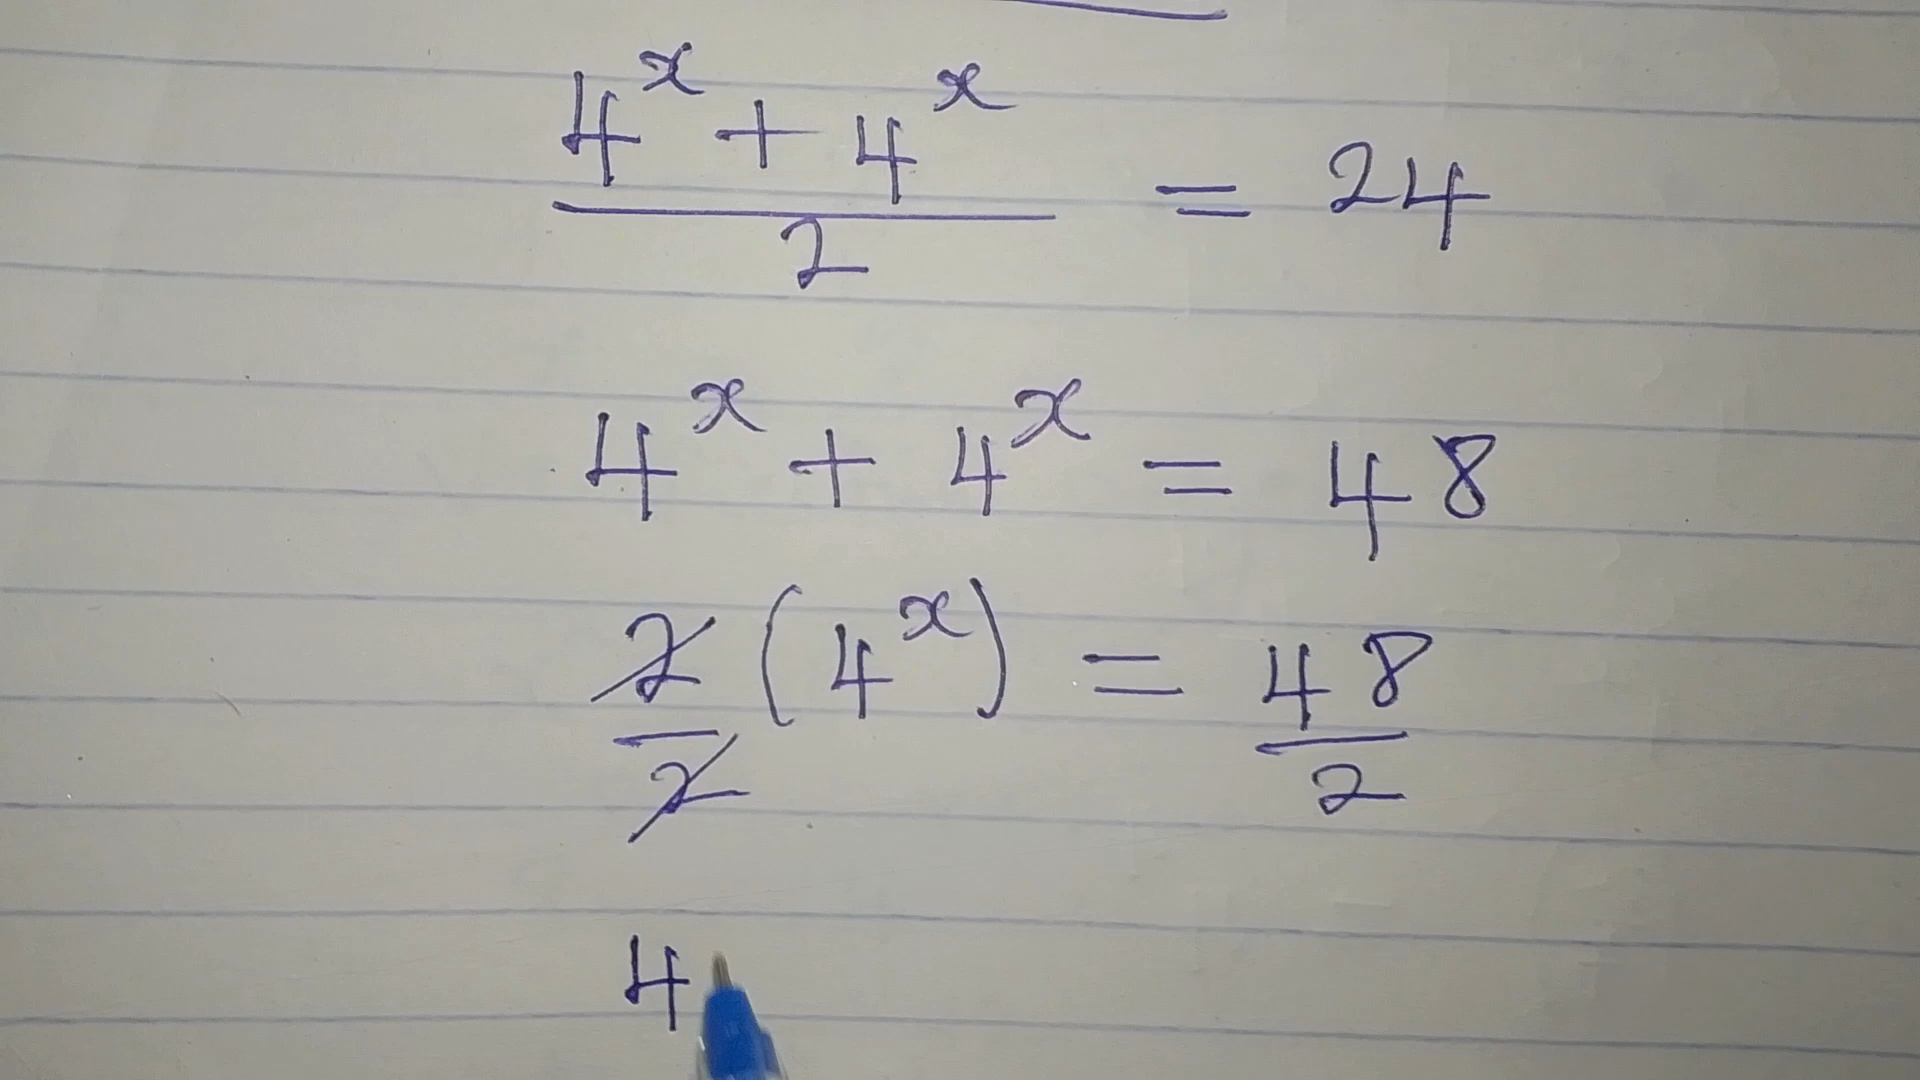 4^x + 4^x
2
= 24
4^x + 4^x = 48
2 (4^x) = 48
2 2
4